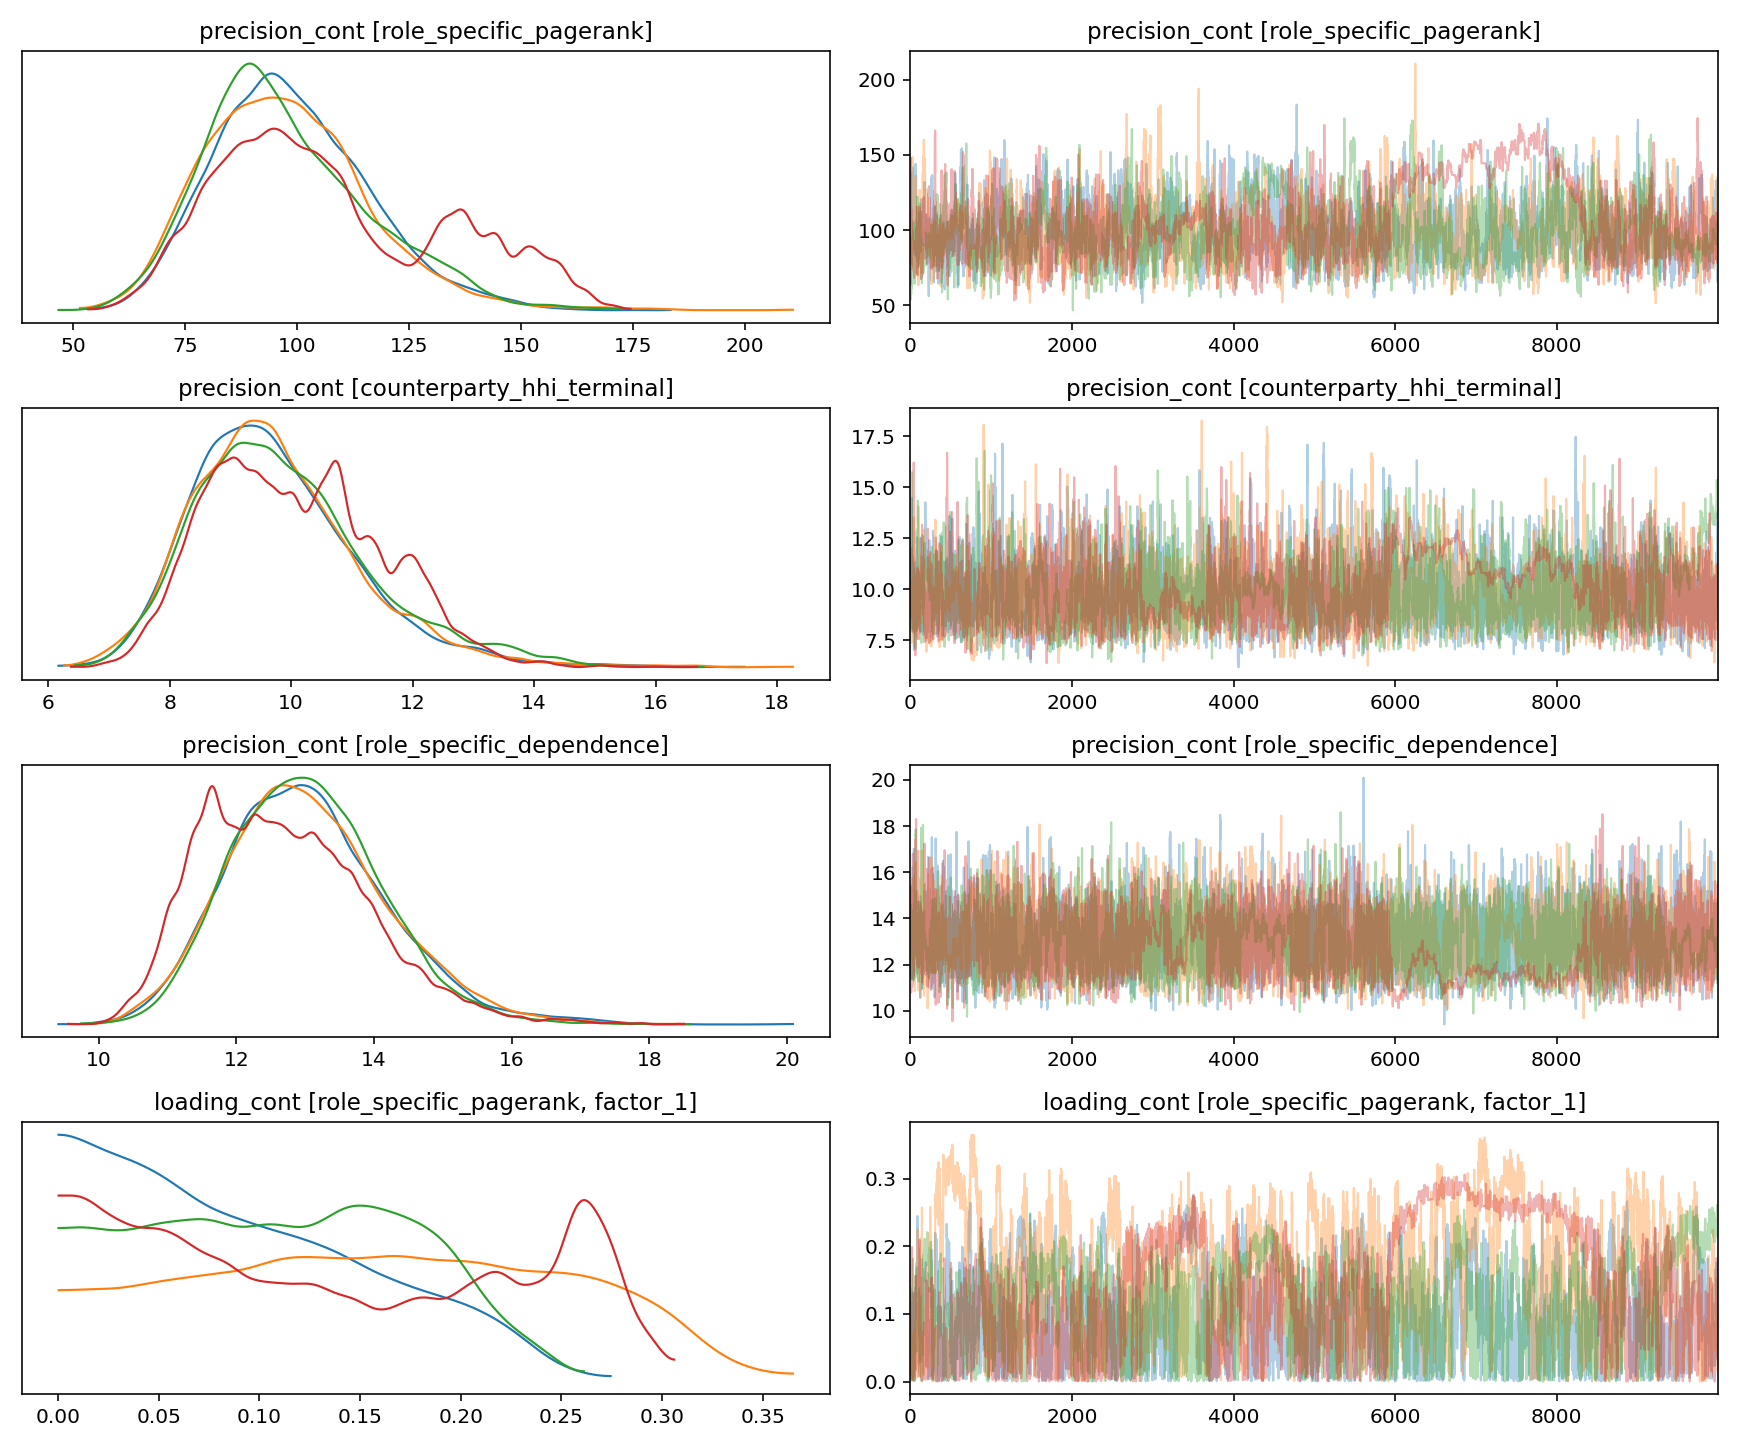 precision_cont [role_specific_pagerank]
50 75 100 125 150 175 200
precision_cont [role_specific_pagerank]
200
150
100
50
0 2000 4000 6000 8000
precision_cont [counterparty_hhi_terminal]
6 8 10 12 14 16 18
precision_cont [counterparty_hhi_terminal]
17.5
15.0
12.5
10.0
7.5
0 2000 4000 6000 8000
precision_cont [role_specific_dependence]
10 12 14 16 18 20
precision_cont [role_specific_dependence]
20
18
16
14
12
10
0 2000 4000 6000 8000
loading_cont [role_specific_pagerank, factor_1]
0.00 0.05 0.10 0.15 0.20 0.25 0.30 0.35
loading_cont [role_specific_pagerank, factor_1]
0.3
0.2
0.1
0.0
0 2000 4000 6000 8000